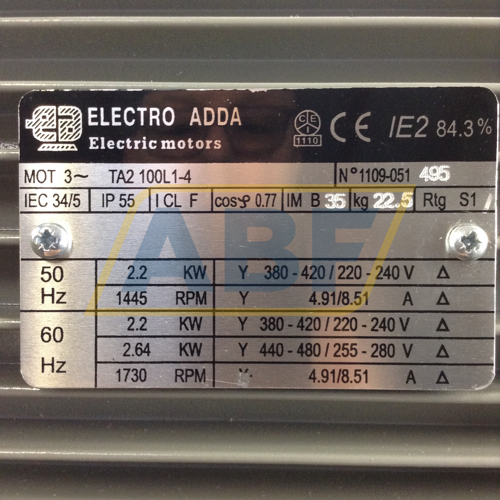 ELECTRO ADDA
Electric motors
CE 1110 CE IE2 84.3%
MOT 3~ TA2 100L1-4 N° 1109-051 495
IEC 34/5 IP 55 I CL F cosφ 0.77 IM B 35 kg 22.5 Rtg S1
ABF
50 Hz
2.2 KW Y 380 - 420 / 220 - 240 V Δ
1445 RPM Y 4.91/8.51 A Δ
60 Hz
2.2 KW Y 380 - 420 / 220 - 240 V Δ
2.64 KW Y 440 - 480 / 255 - 280 V Δ
1730 RPM Y 4.91/8.51 A Δ